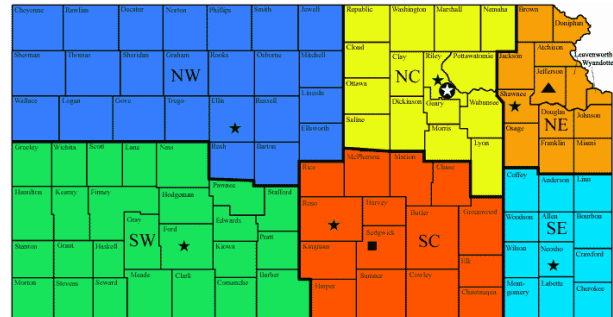 Cheyenne Rawlins Decatur Norton Phillips Smith Jewell Republic Washington Marshall Nemaha Brown Doniphan
Sherman Thomas Sheridan Graham Rooks Osborne Mitchell Cloud Clay Riley Pottawatomie Jackson Atchison Leavenworth
Wyandotte
NW NC Jefferson
Lincoln Ottawa
Wallace Logan Gove Trego Ellis Russell Dickinson Geary Wabunsee Shawnee
Ellsworth Saline Morris Osage Douglas Johnson
NE
Franklin Miami
Greeley Wichita Scott Lane Ness Rush Barton Lyon
Rice McPherson Marion Chase Coffey Anderson Linn
Hamilton Kearny Finney Hodgeman Pawnee Stafford
Gray Ford Edwards Reno Harvey Butler Greenwood Woodson Allen Bourbon
SW SC SE
Stanton Grant Haskell Kiowa Pratt Kingman Sedgwick Wilson Neosho Crawford
Elk
Morton Stevens Seward Meade Clark Comanche Barber Harper Sumner Cowley Chautauqua Mont-
gomery Labette Cherokee